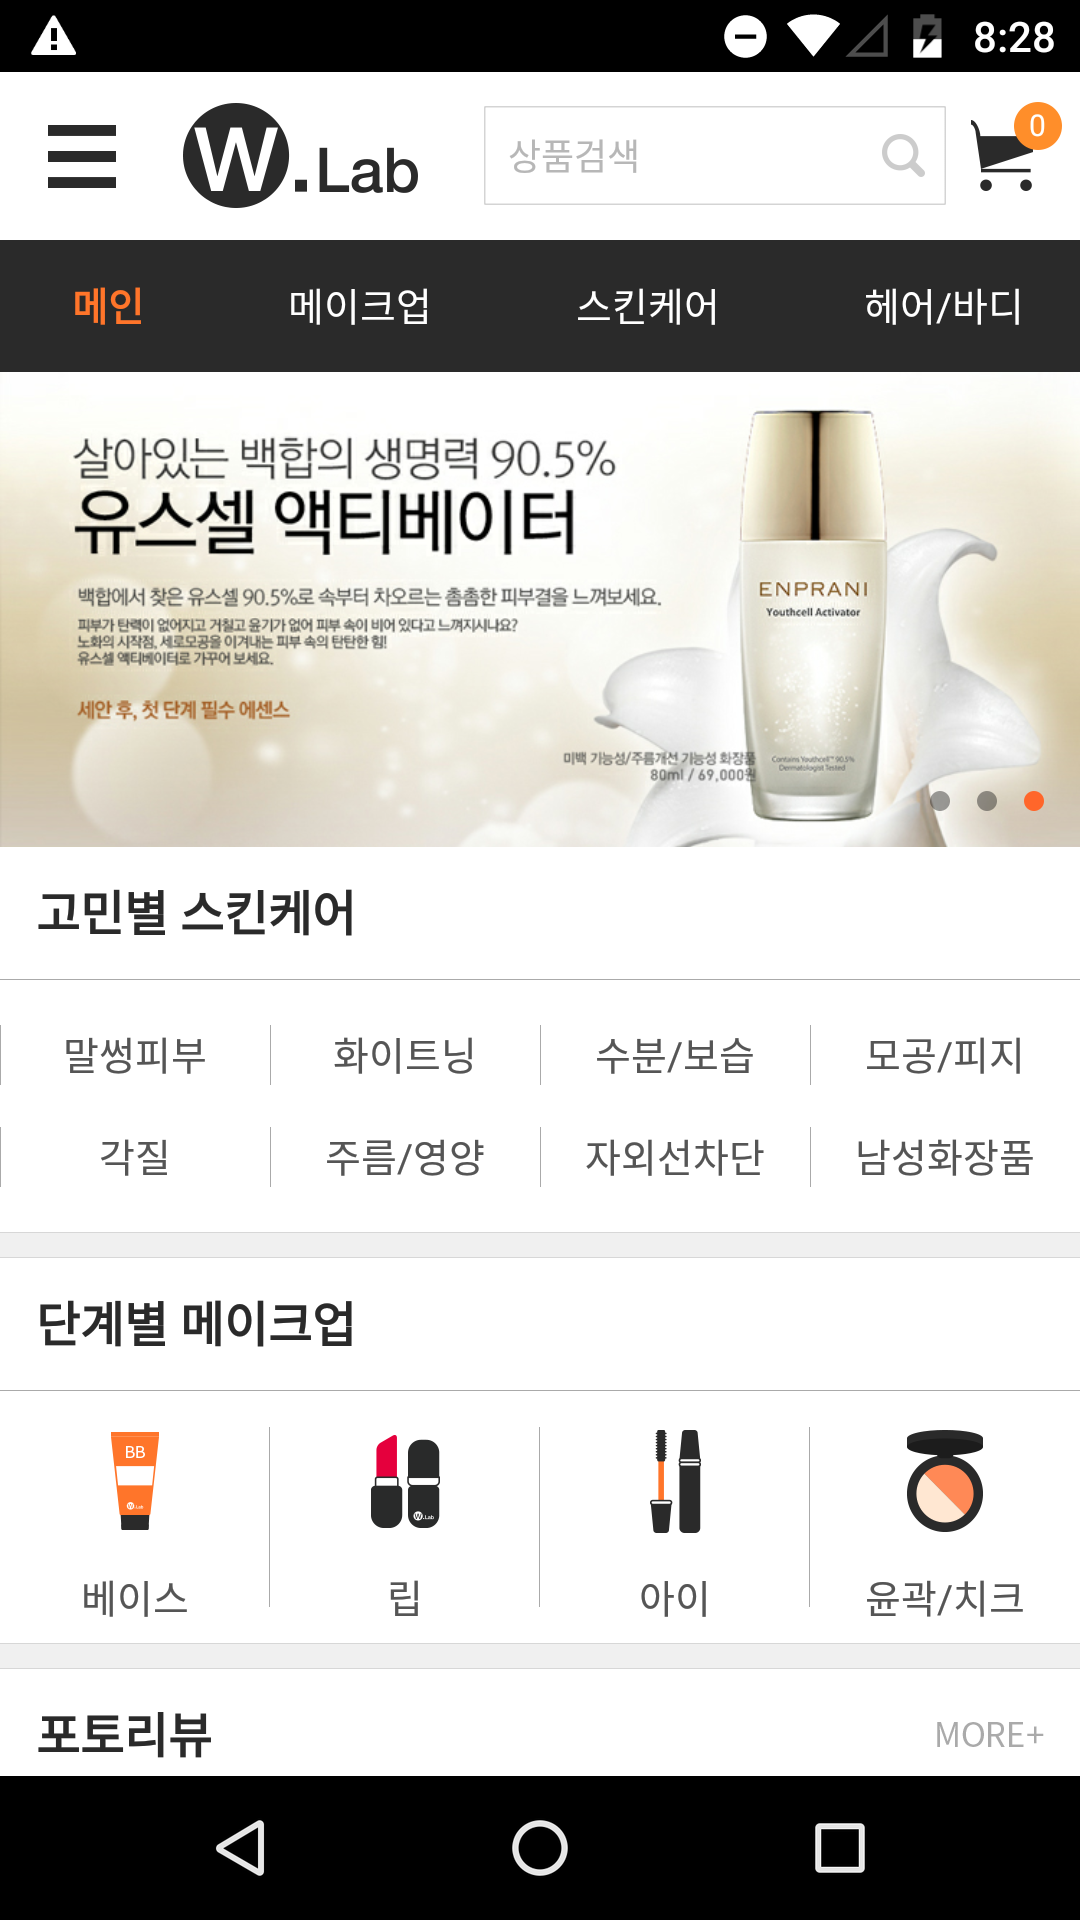 8:28
W.Lab
상품검색
0
메인 메이크업 스킨케어 헤어/바디
살아있는 백합의 생명력 90.5%
유스셀 액티베이터
백합에서 찾은 유스셀 90.5%로 속부터 차오르는 촘촘한 피부결을 느껴보세요.
피부가 탄력이 없어지고 거칠고 윤기가 없어 피부 속이 비어 있다고 느껴지시나요?
노화의 시작점, 세로모공을 이겨내는 피부 속의 탄탄한 힘!
유스셀 액티베이터로 가꾸어 보세요.
세안 후, 첫 단계 필수 에센스
ENPRANI
Youthcell Activator
미백 기능성/주름개선 기능성 화장품
80ml / 69,000원
Contains Youthcell™ 90.5%
Dermatologist Tested
고민별 스킨케어
말썽피부 화이트닝 수분/보습 모공/피지
각질 주름/영양 자외선차단 남성화장품
단계별 메이크업
BB
W.Lab
W.Lab
베이스 립 아이 윤곽/치크
포토리뷰 MORE+